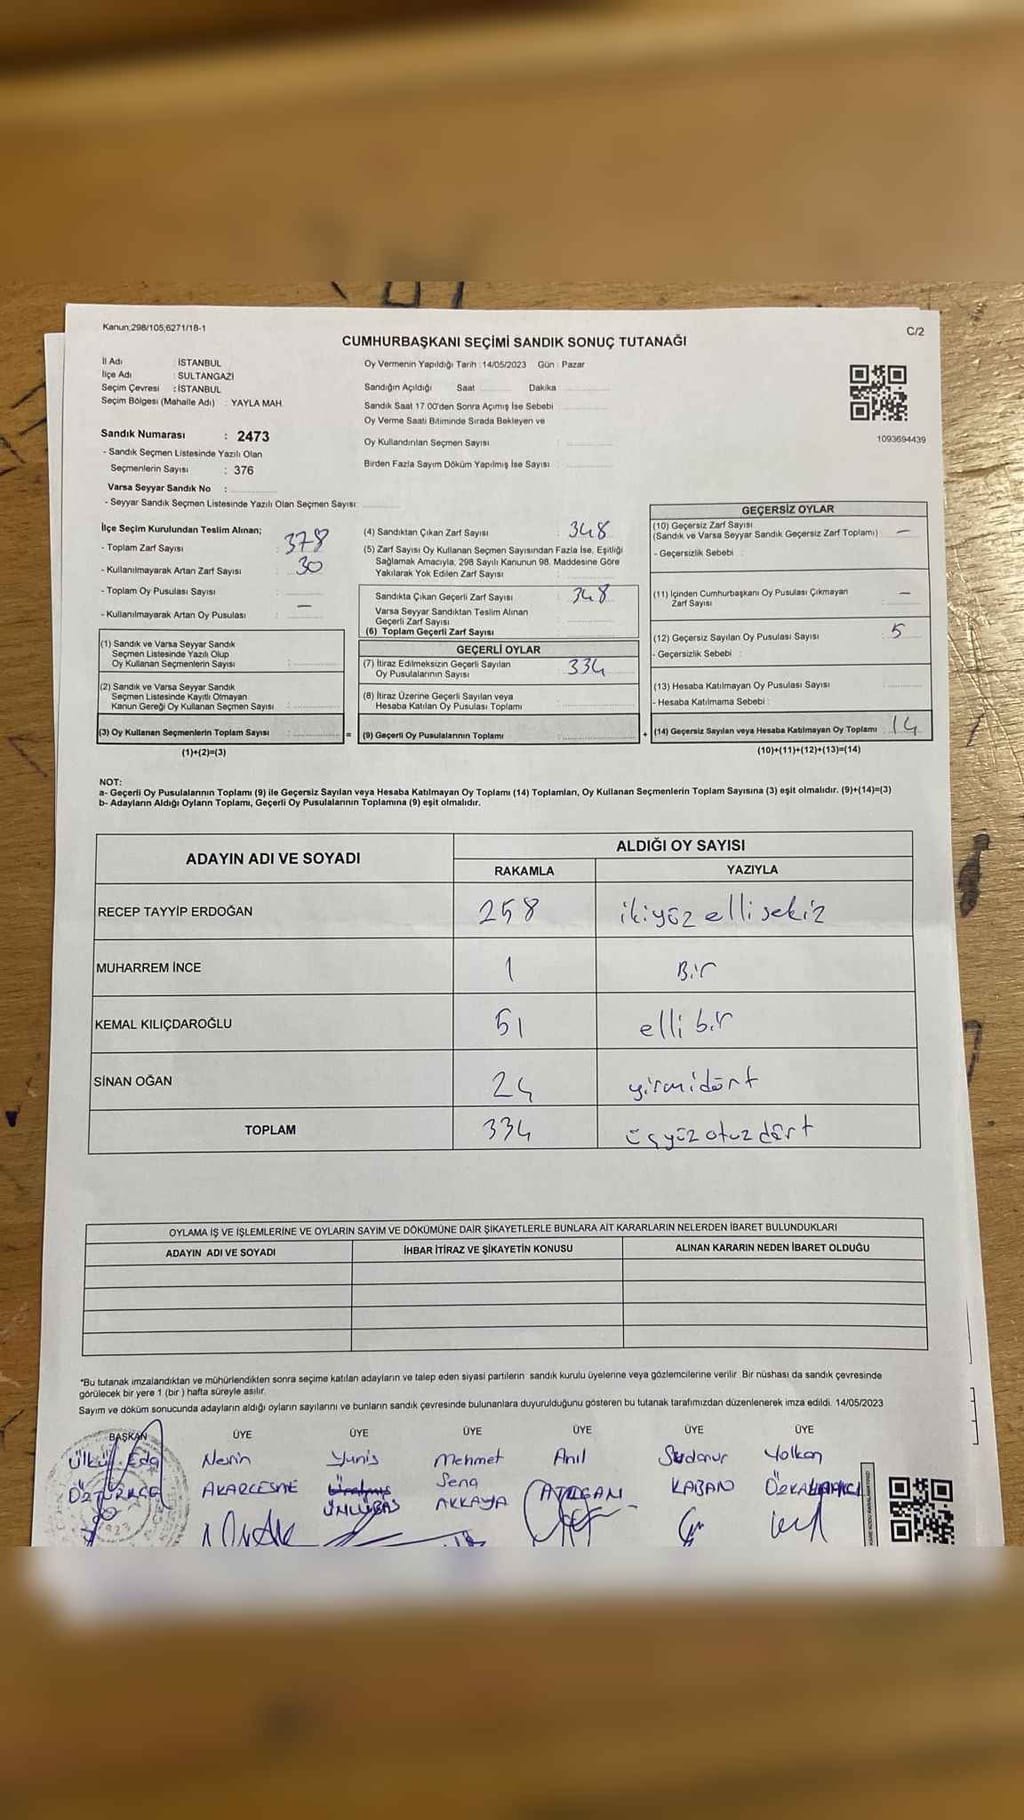 Kanun;298/105;6271/18-1
C/2
CUMHURBAŞKANI SEÇİMİ SANDIK SONUÇ TUTANAĞI
İl Adı : İSTANBUL
İlçe Adı : SULTANGAZİ
Seçim Çevresi : İSTANBUL
Seçim Bölgesi (Mahalle Adı) : YAYLA MAH.
Oy Vermenin Yapıldığı Tarih :14/05/2023 Gün : Pazar
Sandığın Açıldığı Saat Dakika
Sandık Saat 17.00'den Sonra Açımış İse Sebebi
Oy Verme Saati Bitiminde Sırada Bekleyen ve
Oy Kullandırılan Seçmen Sayısı :
Birden Fazla Sayım Döküm Yapılmış İse Sayısı :
1093694439
Sandık Numarası : 2473
- Sandık Seçmen Listesinde Yazılı Olan
Seçmenlerin Sayısı : 376
Varsa Seyyar Sandık No :
- Seyyar Sandık Seçmen Listesinde Yazılı Olan Seçmen Sayısı:
İlçe Seçim Kurulundan Teslim Alınan;
- Toplam Zarf Sayısı : 378
- Kullanılmayarak Artan Zarf Sayısı : 30
- Toplam Oy Pusulası Sayısı :
- Kullanılmayarak Artan Oy Pusulası : —
(1) Sandık ve Varsa Seyyar Sandık
Seçmen Listesinde Yazılı Olup
Oy Kullanan Seçmenlerin Sayısı :
(2) Sandık ve Varsa Seyyar Sandık
Seçmen Listesinde Kayıtlı Olmayan
Kanun Gereği Oy Kullanan Seçmen Sayısı :
(3) Oy Kullanan Seçmenlerin Toplam Sayısı : =
(1)+(2)=(3)
(4) Sandıktan Çıkan Zarf Sayısı : 348
(5) Zarf Sayısı Oy Kullanan Seçmen Sayısından Fazla İse, Eşitliği
Sağlamak Amacıyla, 298 Sayılı Kanunun 98. Maddesine Göre
Yakılarak Yok Edilen Zarf Sayısı :
Sandıkta Çıkan Geçerli Zarf Sayısı : 348
Varsa Seyyar Sandıktan Teslim Alınan
Geçerli Zarf Sayısı :
(6) Toplam Geçerli Zarf Sayısı
GEÇERLİ OYLAR
(7) İtiraz Edilmeksizin Geçerli Sayılan
Oy Pusulalarının Sayısı : 334
(8) İtiraz Üzerine Geçerli Sayılan veya
Hesaba Katılan Oy Pusulası Toplamı :
(9) Geçerli Oy Pusulalarının Toplamı : +
GEÇERSİZ OYLAR
(10) Geçersiz Zarf Sayısı
(Sandık ve Varsa Seyyar Sandık Geçersiz Zarf Toplamı) : —
- Geçersizlik Sebebi :
(11) İçinden Cumhurbaşkanı Oy Pusulası Çıkmayan
Zarf Sayısı : —
(12) Geçersiz Sayılan Oy Pusulası Sayısı : 5
- Geçersizlik Sebebi :
(13) Hesaba Katılmayan Oy Pusulası Sayısı :
- Hesaba Katılmama Sebebi :
(14) Geçersiz Sayılan veya Hesaba Katılmayan Oy Toplamı : 14
(10)+(11)+(12)+(13)=(14)
NOT:
a- Geçerli Oy Pusulalarının Toplamı (9) ile Geçersiz Sayılan veya Hesaba Katılmayan Oy Toplamı (14) Toplamları, Oy Kullanan Seçmenlerin Toplam Sayısına (3) eşit olmalıdır. (9)+(14)=(3)
b- Adayların Aldığı Oyların Toplamı, Geçerli Oy Pusulalarının Toplamına (9) eşit olmalıdır.
ADAYIN ADI VE SOYADI ALDIĞI OY SAYISI
RAKAMLA YAZIYLA
RECEP TAYYİP ERDOĞAN 258 ikiyüz elli sekiz
MUHARREM İNCE 1 Bir
KEMAL KILIÇDAROĞLU 51 elli bir
SİNAN OĞAN 24 yirmidört
TOPLAM 334 üçyüz otuz dört
OYLAMA İŞ VE İŞLEMLERİNE VE OYLARIN SAYIM VE DÖKÜMÜNE DAİR ŞİKAYETLERLE BUNLARA AİT KARARLARIN NELERDEN İBARET BULUNDUKLARI
ADAYIN ADI VE SOYADI İHBAR İTİRAZ VE ŞİKAYETİN KONUSU ALINAN KARARIN NEDEN İBARET OLDUĞU
*Bu tutanak imzalandıktan ve mühürlendikten sonra seçime katılan adayların ve talep eden siyasi partilerin sandık kurulu üyelerine veya gözlemcilerine verilir. Bir nüshası da sandık çevresinde
görülecek bir yere 1 (bir ) hafta süreyle asılır.
Sayım ve döküm sonucunda adayların aldığı oyların sayılarını ve bunların sandık çevresinde bulunanlara duyurulduğunu gösteren bu tutanak tarafımızdan düzenlenerek imza edildi. 14/05/2023
BAŞKAN ÜYE ÜYE ÜYE ÜYE ÜYE ÜYE
Ülkü Eda Nesrin Yunis Mehmet Anıl Sudanur Volkan
Sena
AKARCESME ÜNLÜBAŞ AKKAYA KABAN